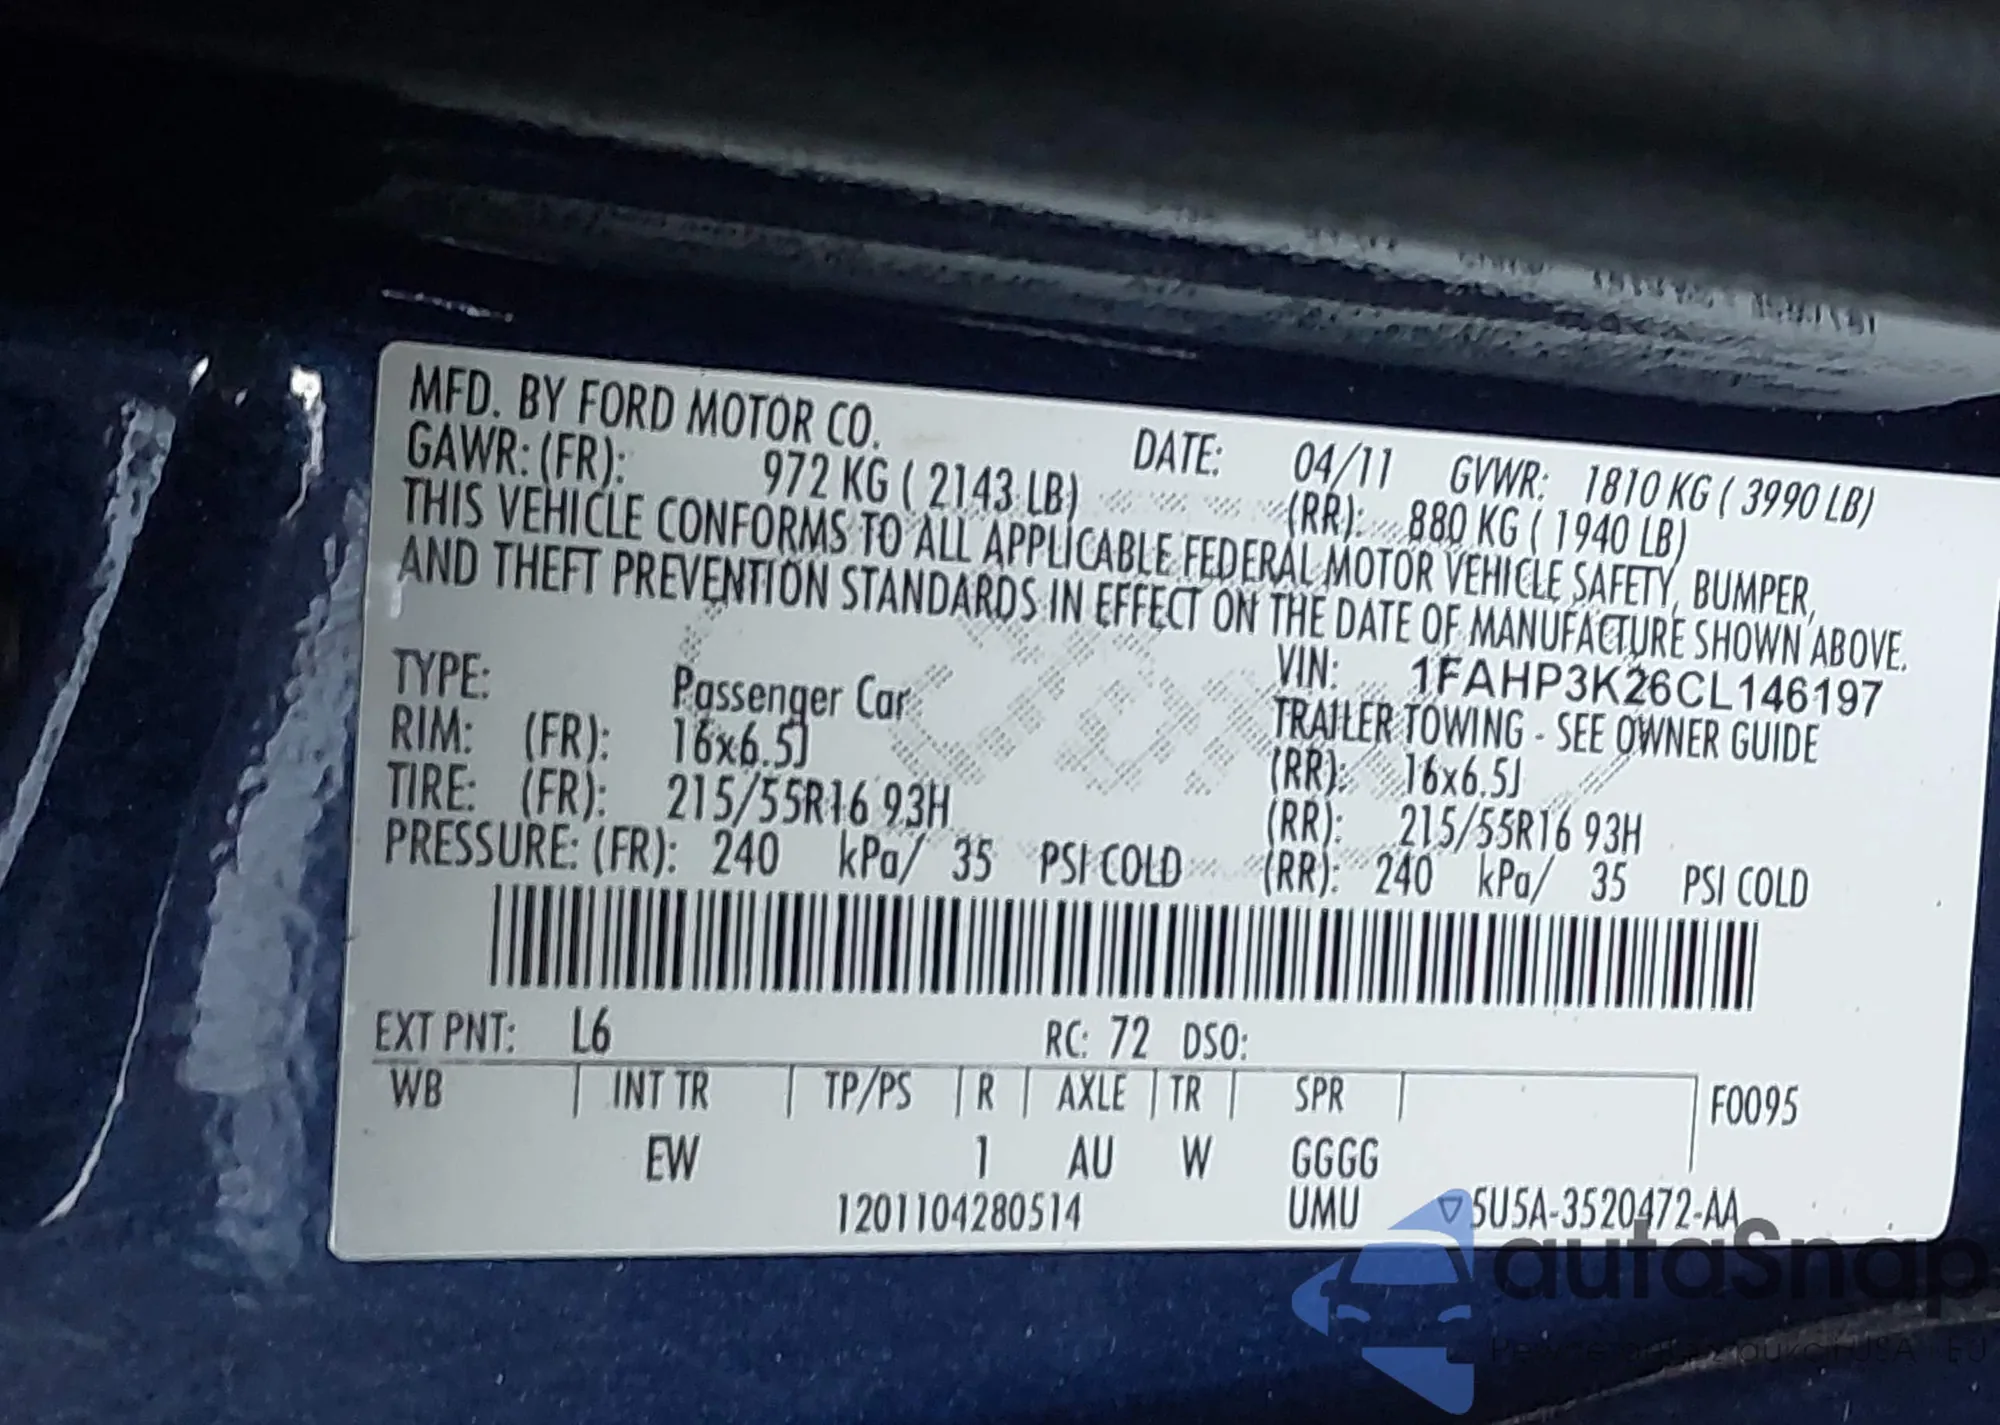 MFD. BY FORD MOTOR CO.
DATE: 04/11 GVWR: 1810 KG ( 3990 LB)
GAWR: (FR): 972 KG ( 2143 LB) (RR): 880 KG ( 1940 LB)
THIS VEHICLE CONFORMS TO ALL APPLICABLE FEDERAL MOTOR VEHICLE SAFETY, BUMPER,
AND THEFT PREVENTION STANDARDS IN EFFECT ON THE DATE OF MANUFACTURE SHOWN ABOVE.
VIN: 1FAHP3K26CL146197
TYPE: Passenger Car TRAILER TOWING - SEE OWNER GUIDE
RIM: (FR): 16x6.5J (RR): 16x6.5J
TIRE: (FR): 215/55R16 93H (RR): 215/55R16 93H
PRESSURE: (FR): 240 kPa/ 35 PSI COLD (RR): 240 kPa/ 35 PSI COLD
EXT PNT: L6 RC: 72 DSO:
WB | INT TR | TP/PS | R | AXLE | TR | SPR | F0095
EW 1 AU W GGGG
1201104280514 UMU ▽5U5A-3520472-AA
autaSnap